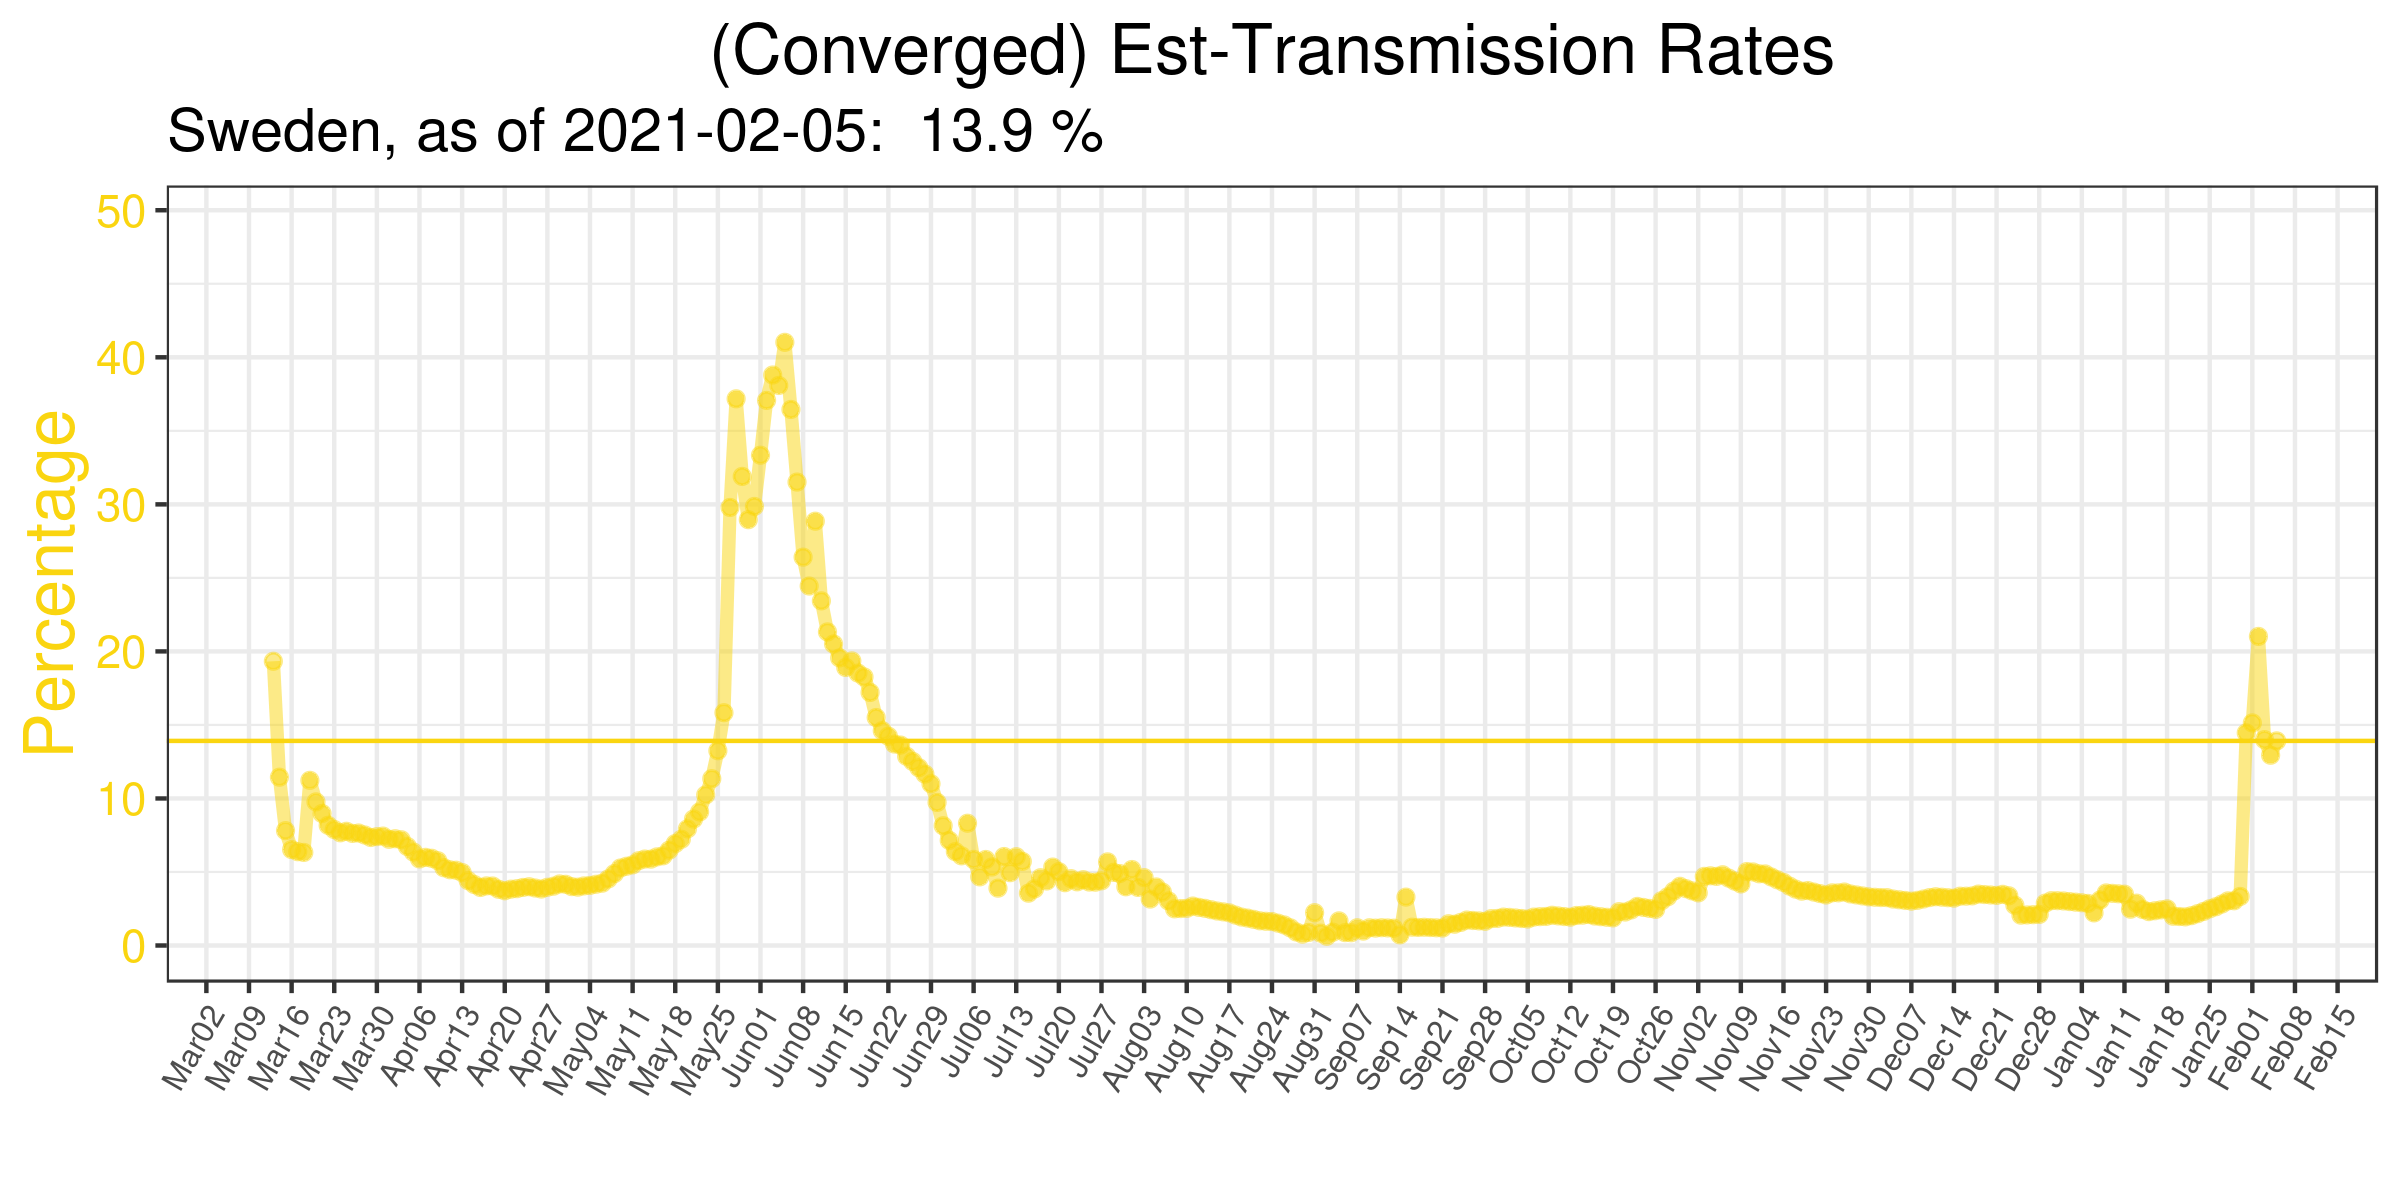 (Converged) Est-Transmission Rates
Sweden, as of 2021-02-05:  13.9 %
Percentage
50
40
30
20
10
0
Mar02
Mar09
Mar16
Mar23
Mar30
Apr06
Apr13
Apr20
Apr27
May04
May11
May18
May25
Jun01
Jun08
Jun15
Jun22
Jun29
Jul06
Jul13
Jul20
Jul27
Aug03
Aug10
Aug17
Aug24
Aug31
Sep07
Sep14
Sep21
Sep28
Oct05
Oct12
Oct19
Oct26
Nov02
Nov09
Nov16
Nov23
Nov30
Dec07
Dec14
Dec21
Dec28
Jan04
Jan11
Jan18
Jan25
Feb01
Feb08
Feb15